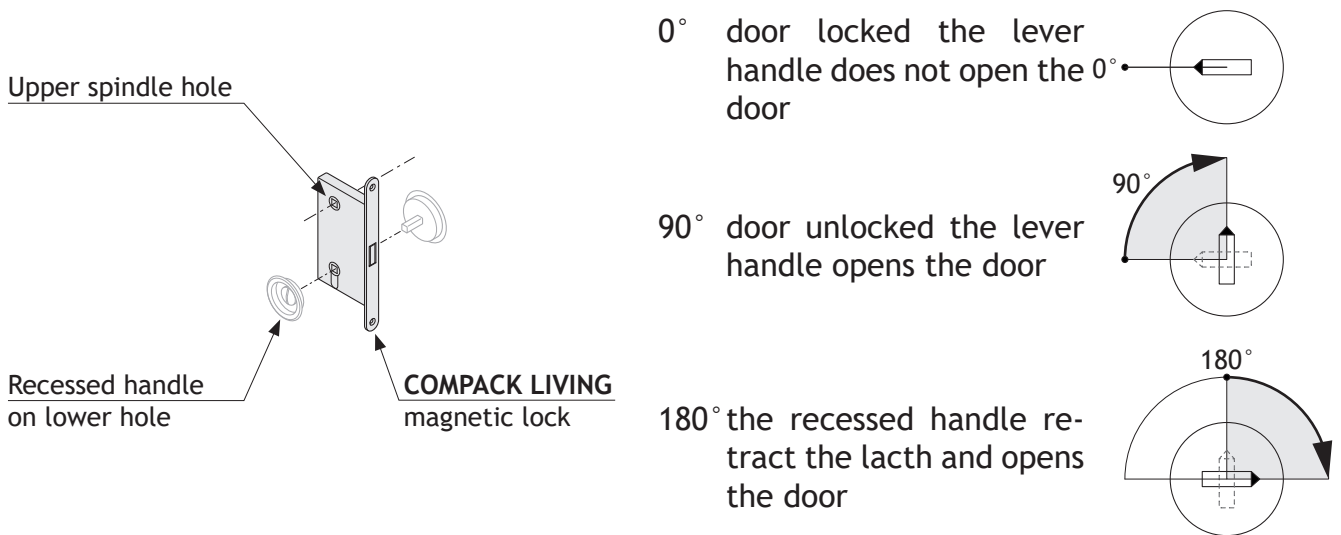 Upper spindle hole
Recessed handle
on lower hole
COMPACK LIVING
magnetic lock
0° door locked the lever
handle does not open the
door
0°
90° door unlocked the lever
handle opens the door
90°
180° the recessed handle re-
tract the lacth and opens
the door
180°